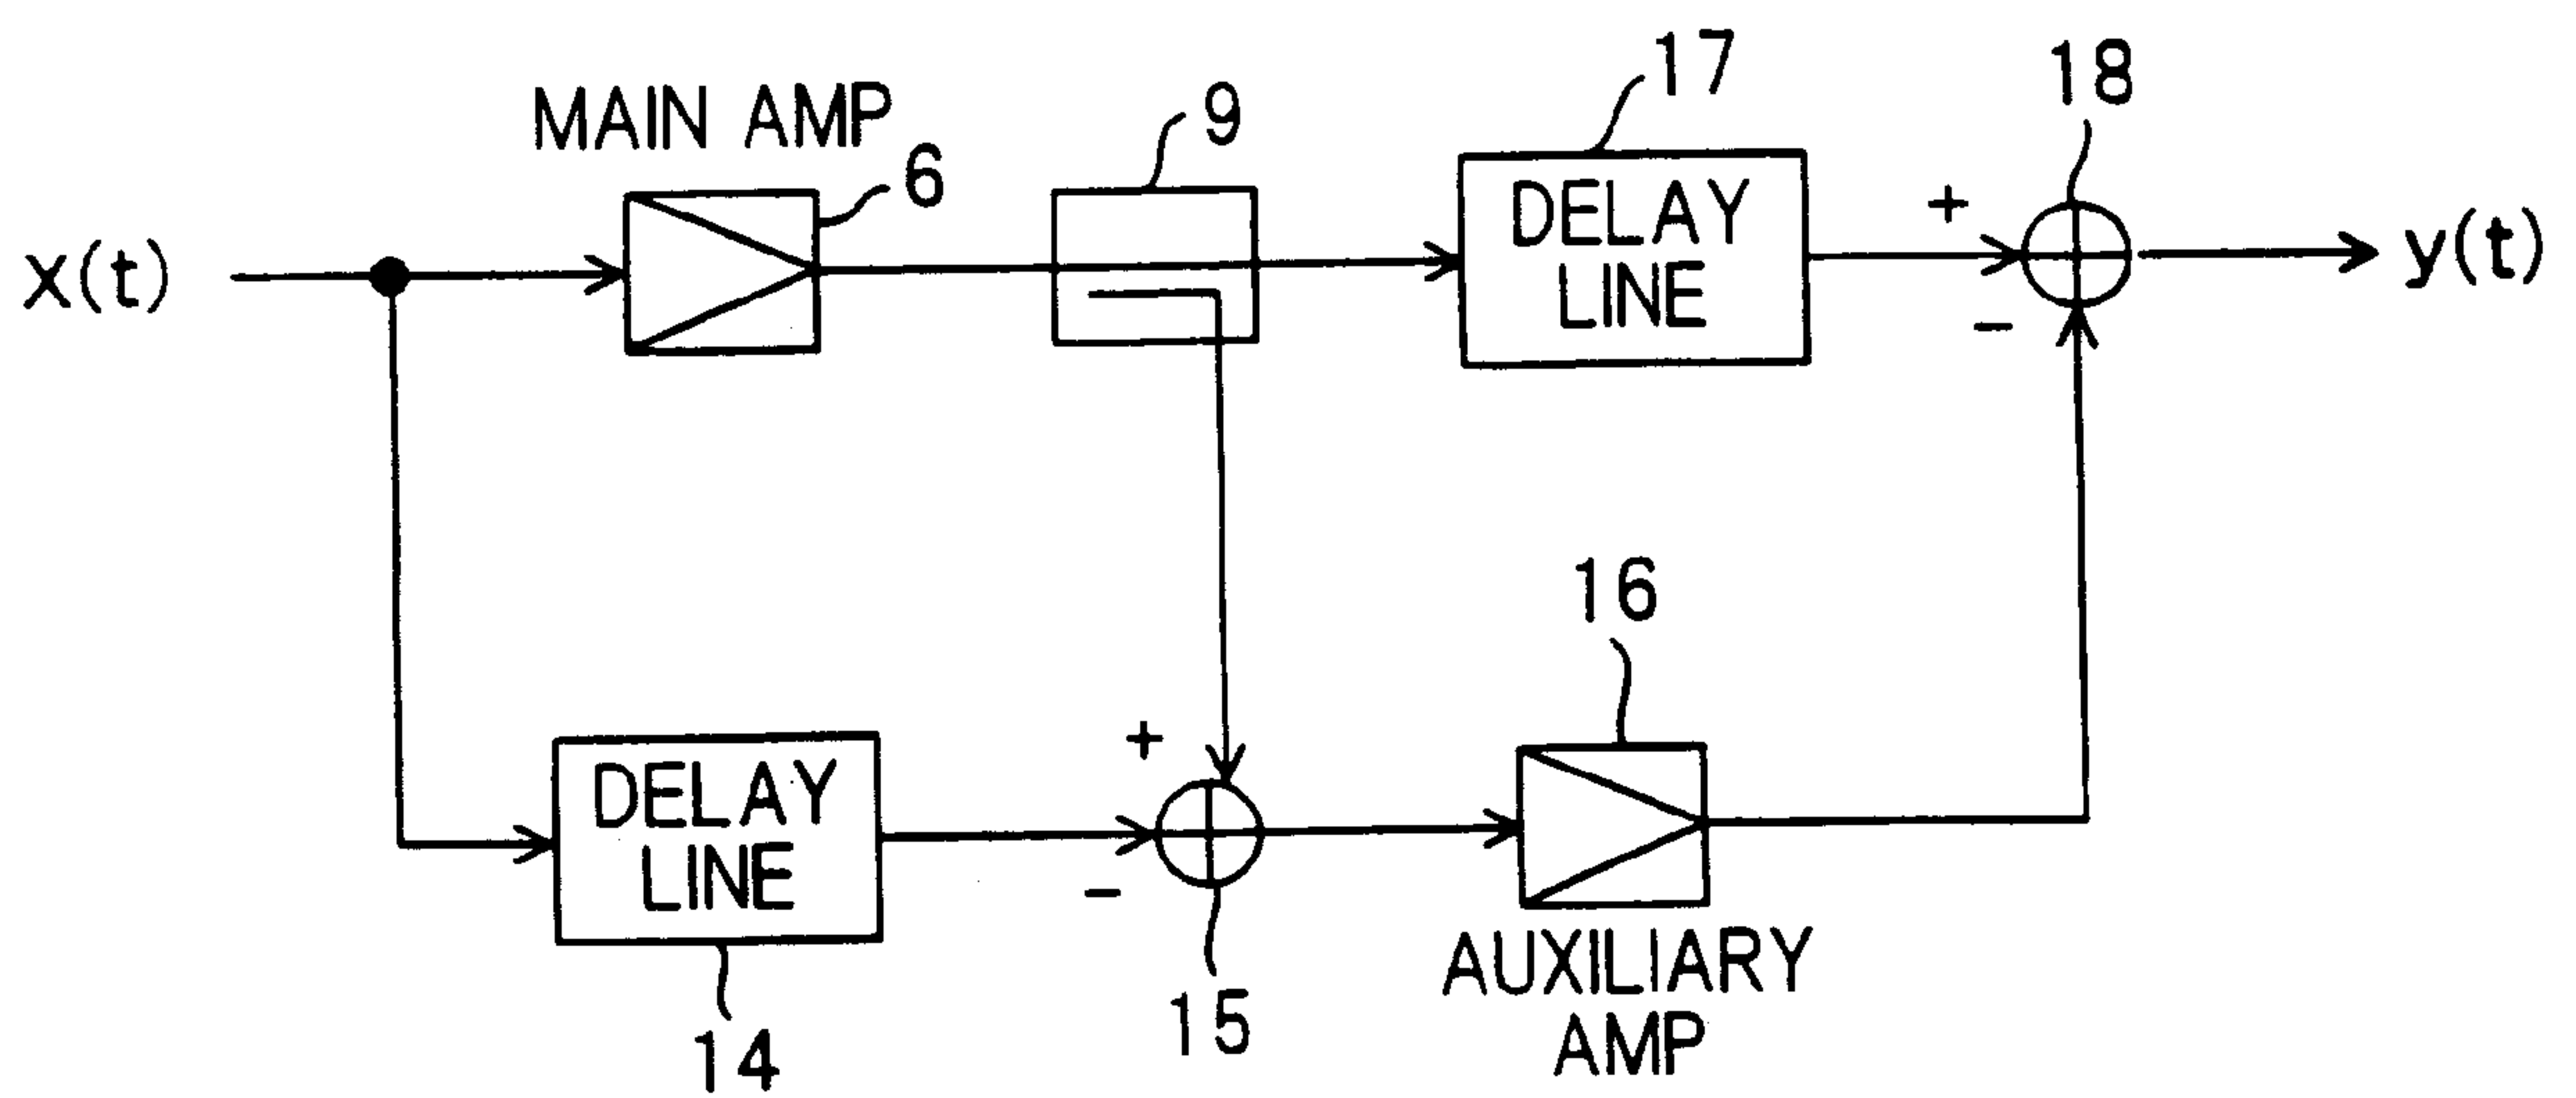 MAIN AMP
6
9
17
18
x(t)
DELAY
LINE
+
-
y(t)
16
DELAY
LINE
+
-
14
15
AUXILIARY
AMP